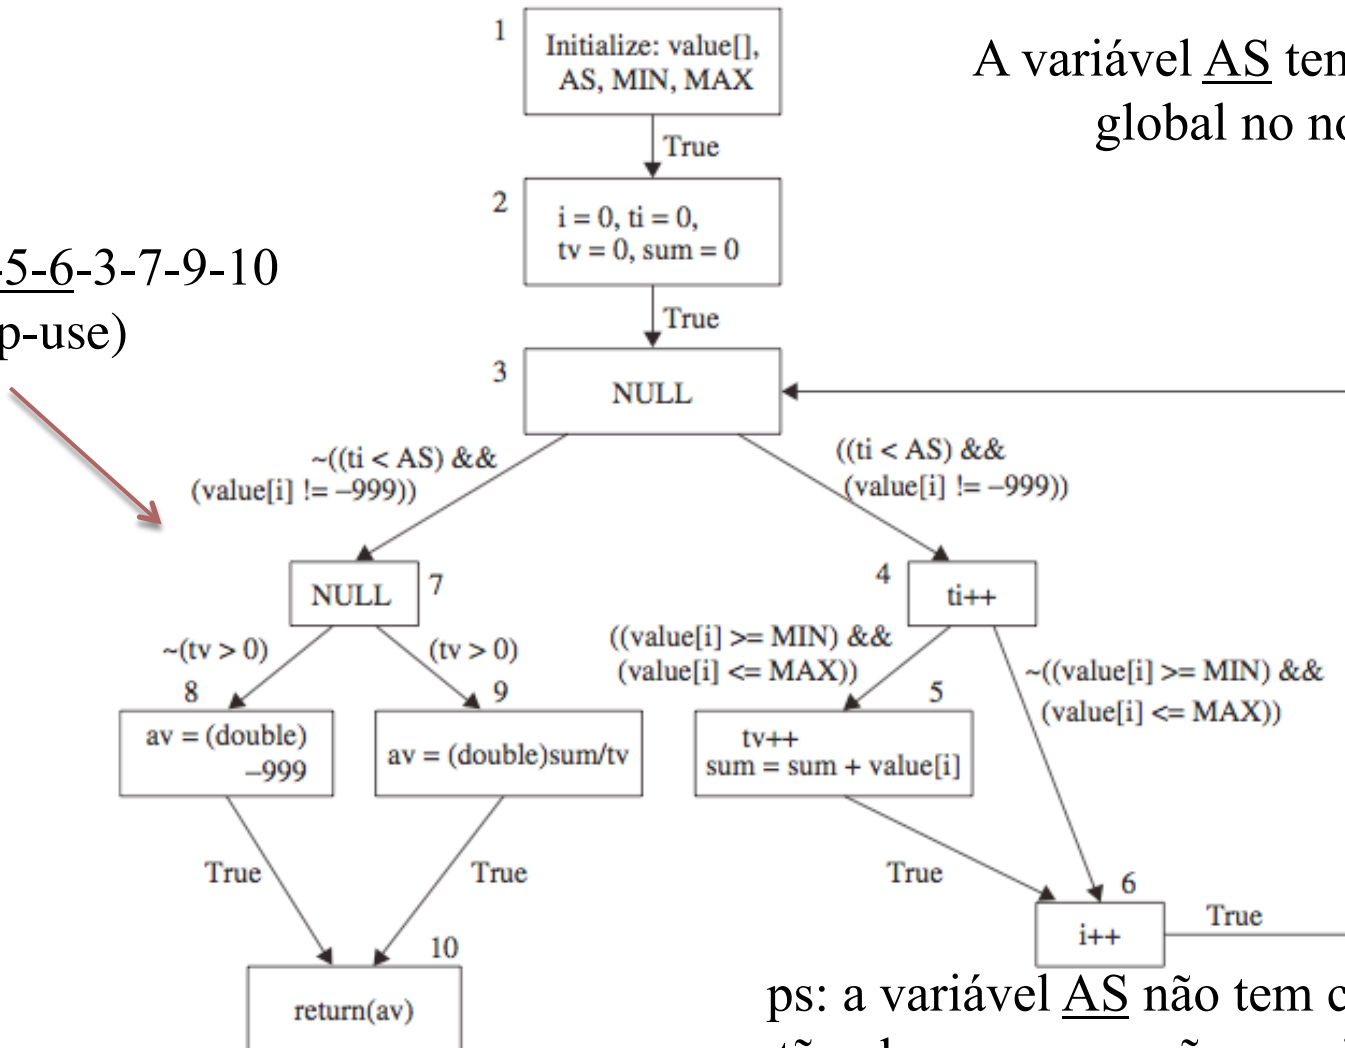 1
Initialize: value[],
AS, MIN, MAX
A variável AS
global no
True
2
i = 0, ti = 0,
tv = 0, sum = 0
5-6-3-7-9-10
p-use)
True
3
NULL
~((ti < AS) &&
(value[i] != –999))
((ti < AS) &&
(value[i] != –999))
NULL
7
4
ti++
~(tv > 0)
(tv > 0)
((value[i] >= MIN) &&
(value[i] <= MAX))
~((value[i] >= MIN) &&
(value[i] <= MAX))
8
9
5
av = (double)
–999
av = (double)sum/tv
tv++
sum = sum + value[i]
True
True
True
6
i++
True
10
return(av)
ps: a variável AS não tem